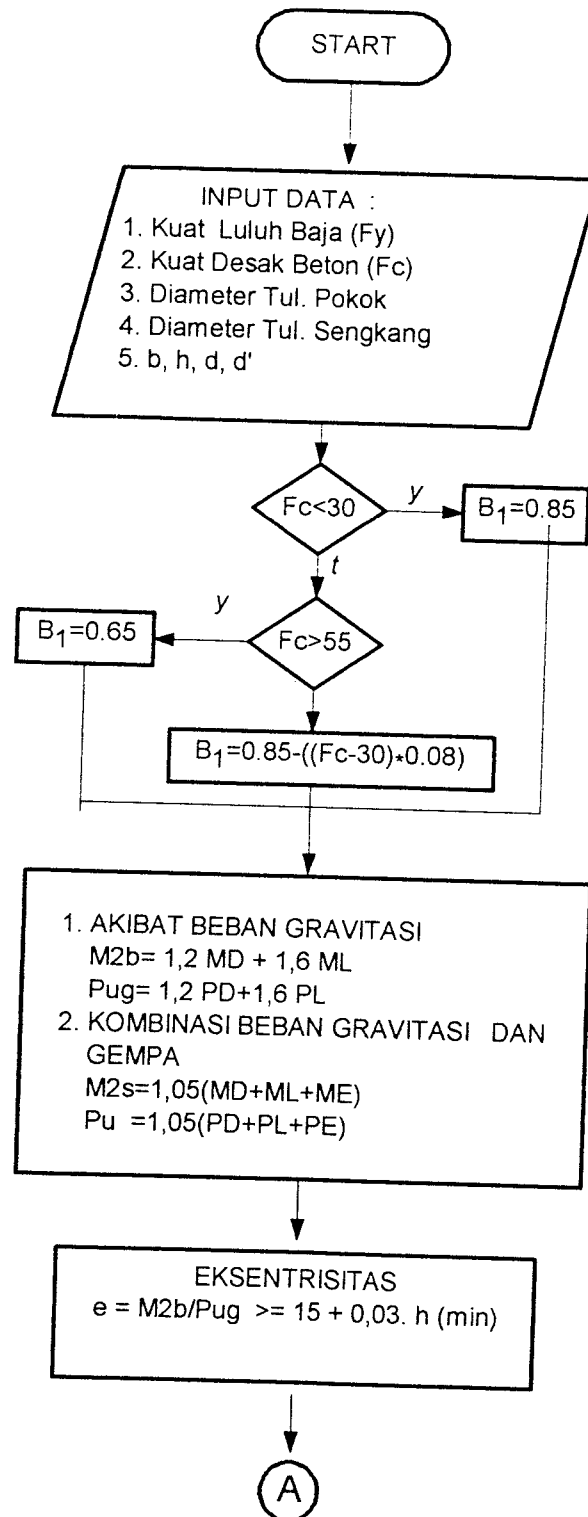 START
INPUT DATA :
1. Kuat Luluh Baja (Fy)
2. Kuat Desak Beton (Fc)
3. Diameter Tul. Pokok
4. Diameter Tul. Sengkang
5. b, h, d, d'
Fc<30
y
B1=0.85
t
y
B1=0.65
Fc>55
B1=0.85-((Fc-30)*0.08)
1. AKIBAT BEBAN GRAVITASI
M2b= 1,2 MD + 1,6 ML
Pug= 1,2 PD+1,6 PL
2. KOMBINASI BEBAN GRAVITASI DAN
GEMPA
M2s=1,05(MD+ML+ME)
Pu =1,05(PD+PL+PE)
EKSENTRISITAS
e = M2b/Pug >= 15 + 0,03. h (min)
A